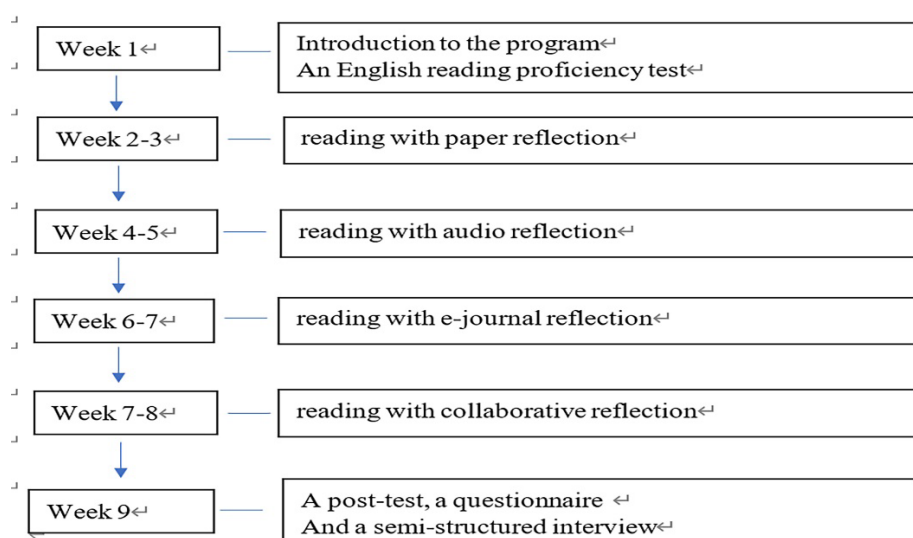 Week 1↵
Introduction to the program↵
An English reading proficiency test↵
Week 2-3↵
reading with paper reflection↵
Week 4-5↵
reading with audio reflection↵
Week 6-7↵
reading with e-journal reflection↵
Week 7-8↵
reading with collaborative reflection↵
Week 9↵
A post-test, a questionnaire ↵
And a semi-structured interview↵